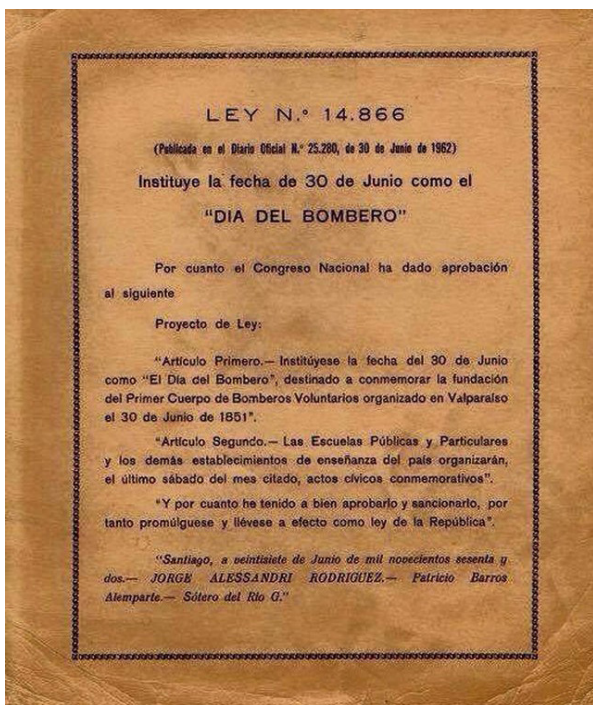 LEY N.º 14.866
(Publicada en el Diario Oficial N.º 25.280, de 30 de Junio de 1962)
Instituye la fecha de 30 de Junio como el
"DIA DEL BOMBERO"
Por cuanto el Congreso Nacional ha dado aprobación
al siguiente
Proyecto de Ley:
"Artículo Primero.— Institúyese la fecha del 30 de Junio
como "El Día del Bombero", destinado a conmemorar la fundación
del Primer Cuerpo de Bomberos Voluntarios organizado en Valparaíso
el 30 de Junio de 1851".
"Artículo Segundo.— Las Escuelas Públicas y Particulares
y los demás establecimientos de enseñanza del país organizarán,
el último sábado del mes citado, actos cívicos conmemorativos".
"Y por cuanto he tenido a bien aprobarlo y sancionarlo, por
tanto promúlguese y llévese a efecto como ley de la República".
"Santiago, a veintisiete de Junio de mil novecientos sesenta y
dos.— JORGE ALESSANDRI RODRIGUEZ.— Patricio Barros
Alemparte.— Sótero del Río G."